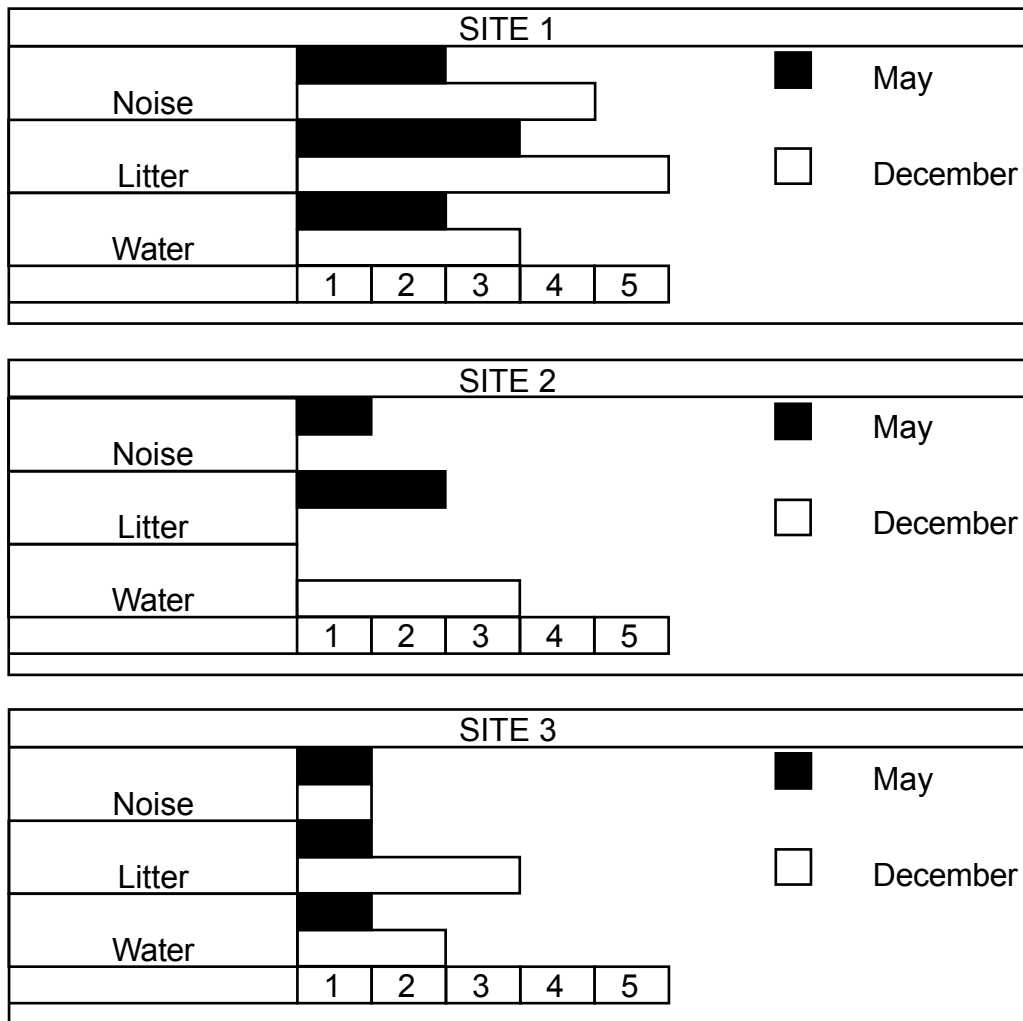 SITE 1
May
Noise
December
Litter
Water
1 2 3 4 5
SITE 2
May
Noise
December
Litter
Water
1 2 3 4 5
SITE 3
May
Noise
December
Litter
Water
1 2 3 4 5